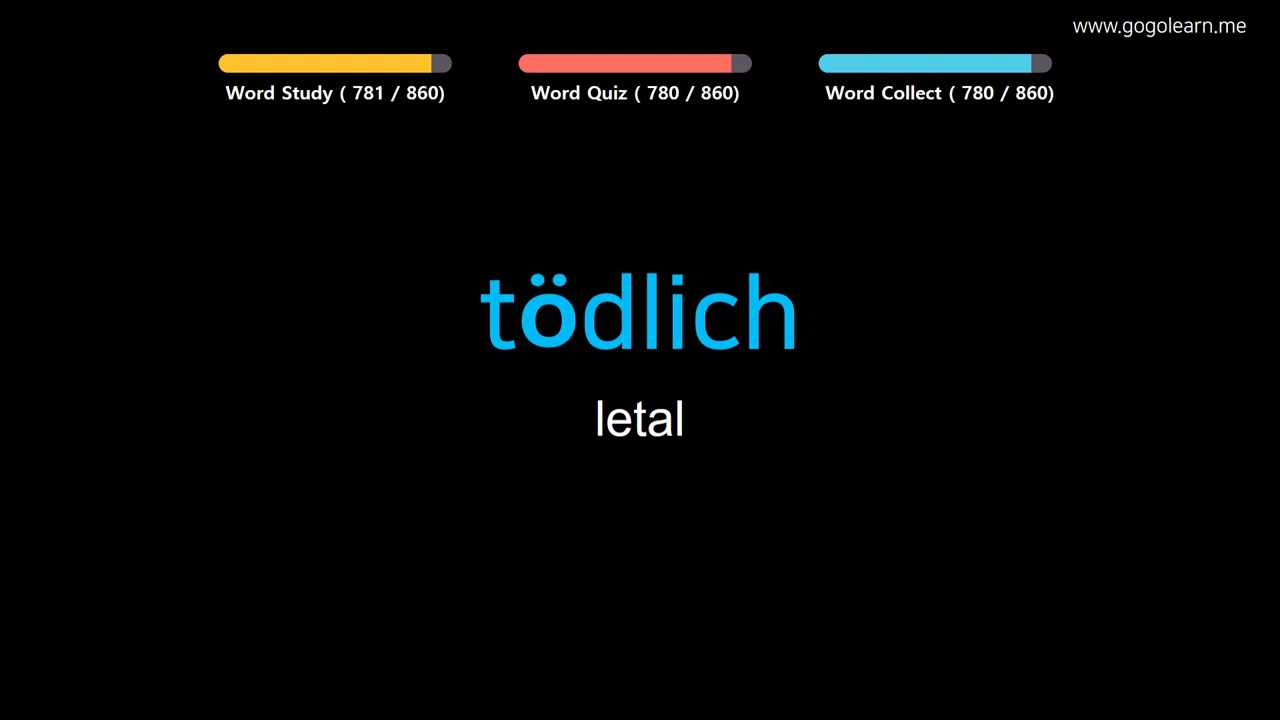 www.gogolearn.me
Word Study ( 781 / 860)
Word Quiz ( 780 / 860)
Word Collect ( 780 / 860)
tödlich
letal